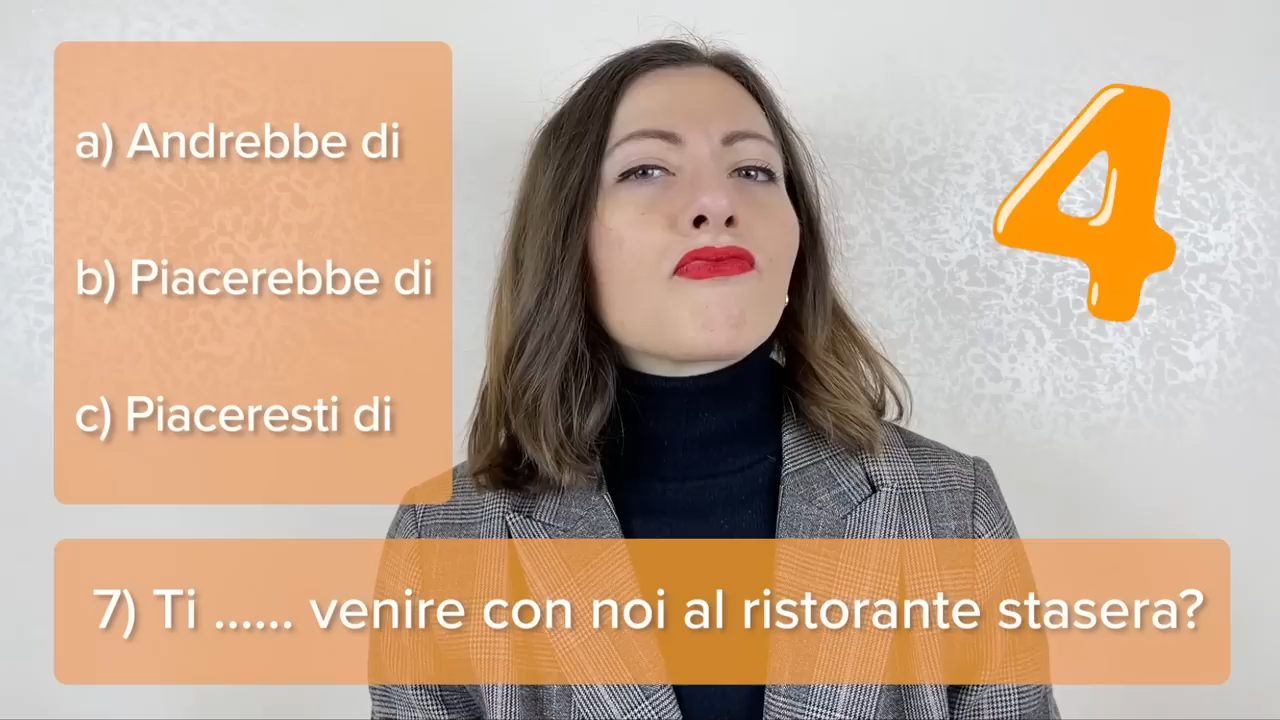 a) Andrebbe di
b) Piacerebbe di
c) Piaceresti di
4
7) Ti ...... venire con noi al ristorante stasera?